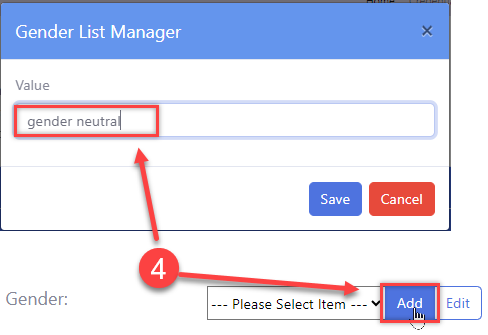 Gender List Manager ×
Value
gender neutral
Save Cancel
4
Gender: --- Please Select Item --- Add Edit